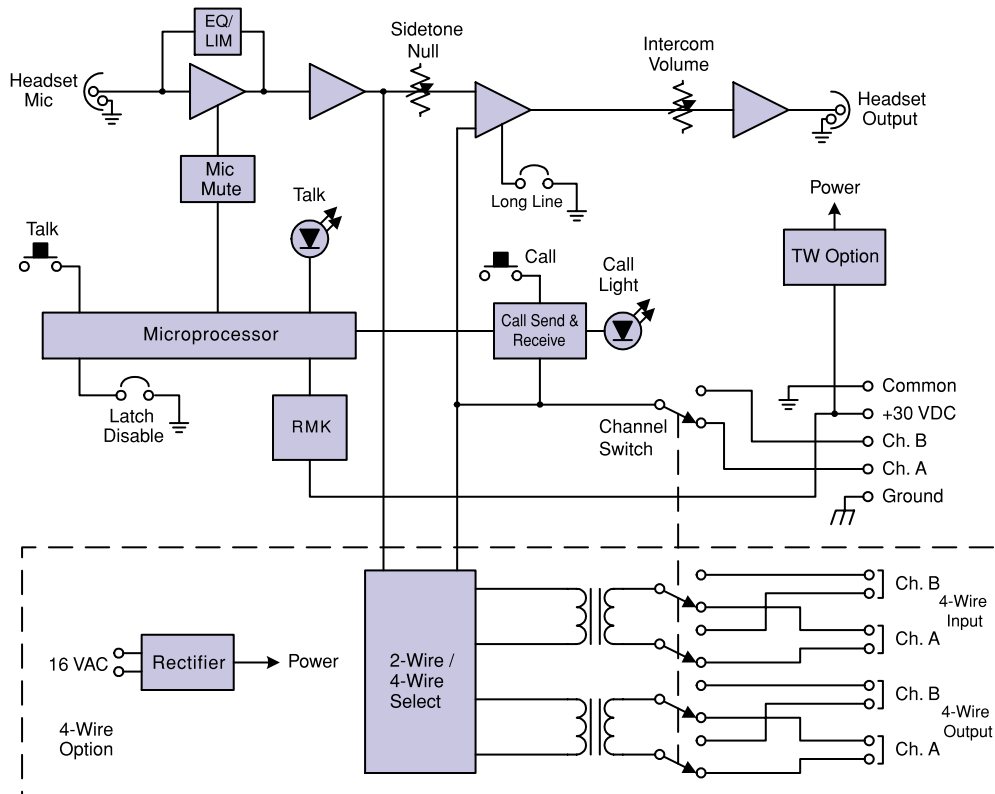 EQ/
LIM
Sidetone
Null
Intercom
Volume
Headset
Mic
Headset
Output
Mic
Mute
Long Line
Talk
Power
Talk
TW Option
Call
Call
Light
Microprocessor
Call Send &
Receive
Common
Latch
Disable
RMK
Channel
Switch
+30 VDC
Ch. B
Ch. A
Ground
Ch. B
4-Wire
Input
Ch. A
16 VAC
Rectifier
Power
2-Wire /
4-Wire
Select
Ch. B
4-Wire
Output
Ch. A
4-Wire
Option